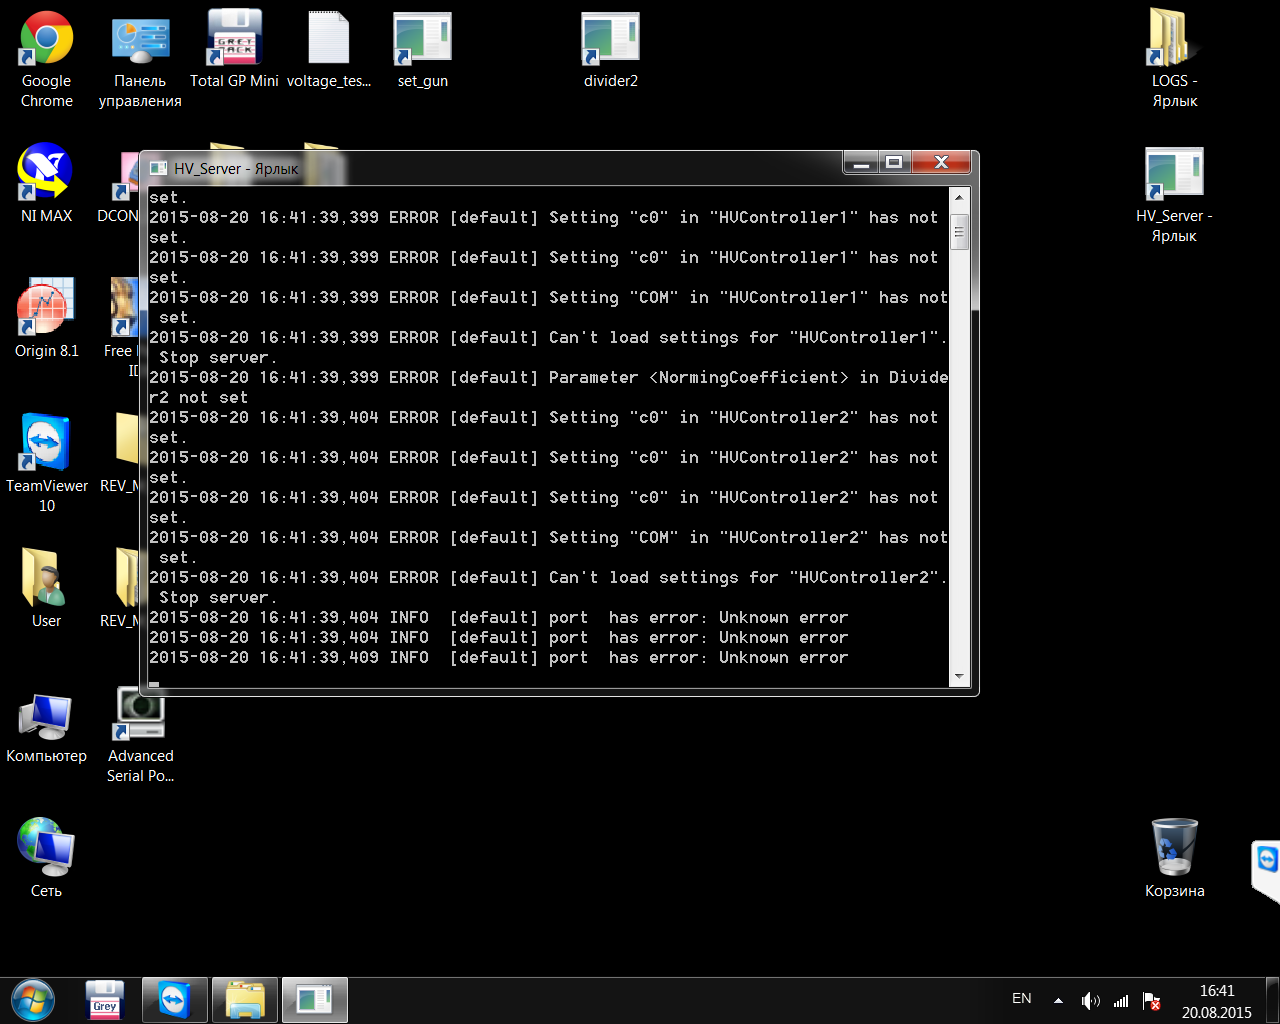 Google
Chrome
Панель
управления
Total GP Mini
voltage_tes...
set_gun
divider2
LOGS -
Ярлык
NI MAX
DCON
HV_Server -
Ярлык
Origin 8.1
Free
TeamViewer
10
REV_M
User
REV_M
Компьютер
Advanced
Serial Po...
Сеть
Корзина
HV_Server - Ярлык
set.
2015-08-20 16:41:39,399 ERROR [default] Setting "c0" in "HVController1" has not
set.
2015-08-20 16:41:39,399 ERROR [default] Setting "c0" in "HVController1" has not
set.
2015-08-20 16:41:39,399 ERROR [default] Setting "COM" in "HVController1" has not
set.
2015-08-20 16:41:39,399 ERROR [default] Can't load settings for "HVController1".
Stop server.
2015-08-20 16:41:39,399 ERROR [default] Parameter <NormingCoefficient> in Divide
r2 not set
2015-08-20 16:41:39,404 ERROR [default] Setting "c0" in "HVController2" has not
set.
2015-08-20 16:41:39,404 ERROR [default] Setting "c0" in "HVController2" has not
set.
2015-08-20 16:41:39,404 ERROR [default] Setting "c0" in "HVController2" has not
set.
2015-08-20 16:41:39,404 ERROR [default] Setting "COM" in "HVController2" has not
set.
2015-08-20 16:41:39,404 ERROR [default] Can't load settings for "HVController2".
Stop server.
2015-08-20 16:41:39,404 INFO [default] port has error: Unknown error
2015-08-20 16:41:39,404 INFO [default] port has error: Unknown error
2015-08-20 16:41:39,409 INFO [default] port has error: Unknown error
Grey
EN
16:41
20.08.2015